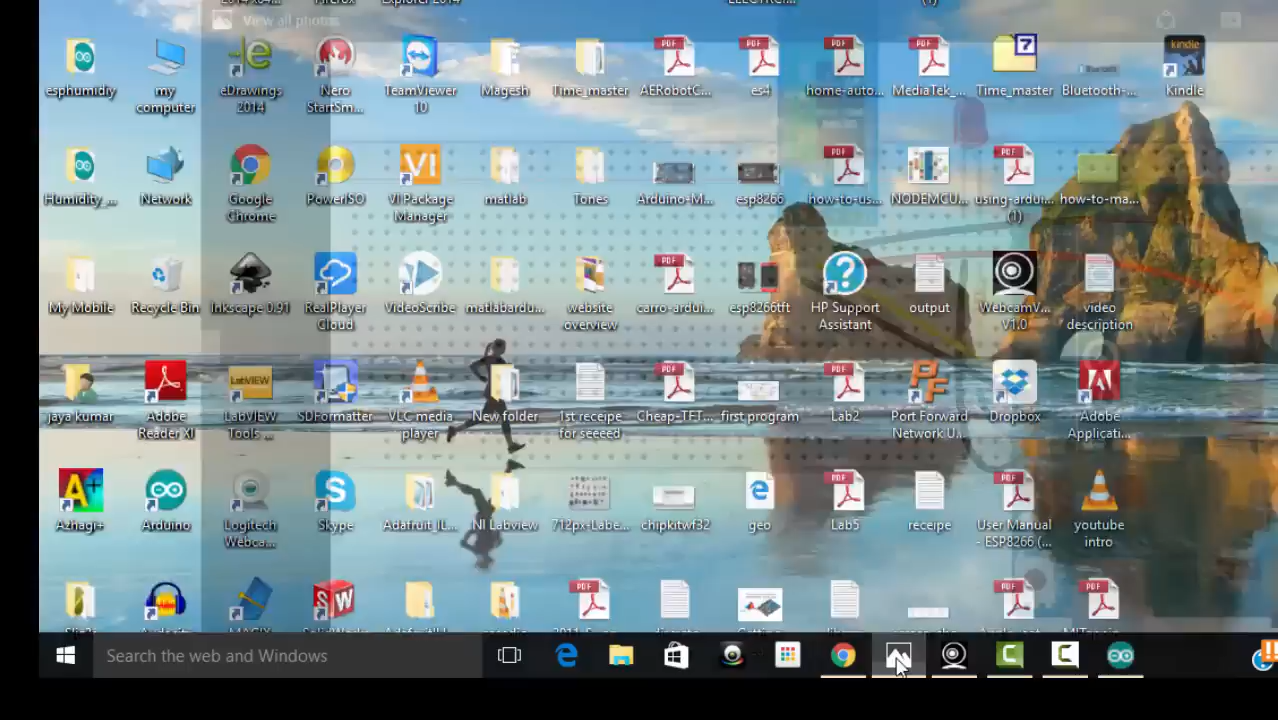 View all photos
esphumidiy
my
computer
eDrawings
2014
Nero
StartSm...
TeamViewer
10
Magesh
Time_master
AERobotC...
es4
home-auto...
MediaTek_...
Time_master
Bluetooth-...
Kindle
kindle
Humidity_...
Network
Google
Chrome
PowerISO
VI Package
Manager
matlab
Tones
Arduino-M...
esp8266
how-to-us...
NODEMCU...
using-ardui...
(1)
how-to-ma...
My Mobile
Recycle Bin
Inkscape 0.91
RealPlayer
Cloud
VideoScribe
matlabardu...
website
overview
carro-ardui...
esp8266tft
HP Support
Assistant
output
WebcamV...
V1.0
video
description
jaya kumar
Adobe
Reader XI
LabVIEW
LabVIEW
Tools ...
SDFormatter
VLC media
player
New folder
1st receipe
for seeeed
Cheap-TFT...
first program
Lab2
Port Forward
Network U...
Dropbox
Adobe
Applicati...
Azhagi+
Arduino
Logitech
Webca...
Skype
Adafruit_IL...
NI Labview
712px-Labe...
chipkitwf32
geo
Lab5
receipe
User Manual
- ESP8266 (...
youtube
intro
Search the web and Windows